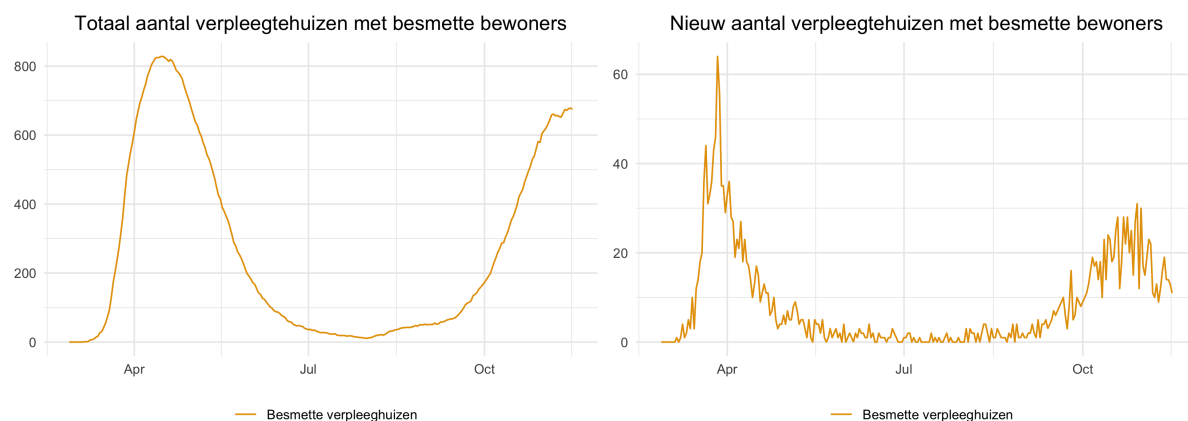 Totaal aantal verpleegtehuizen met besmette bewoners
800
600
400
200
0
Apr Jul Oct
Besmette verpleeghuizen
Nieuw aantal verpleegtehuizen met besmette bewoners
60
40
20
0
Apr Jul Oct
Besmette verpleeghuizen